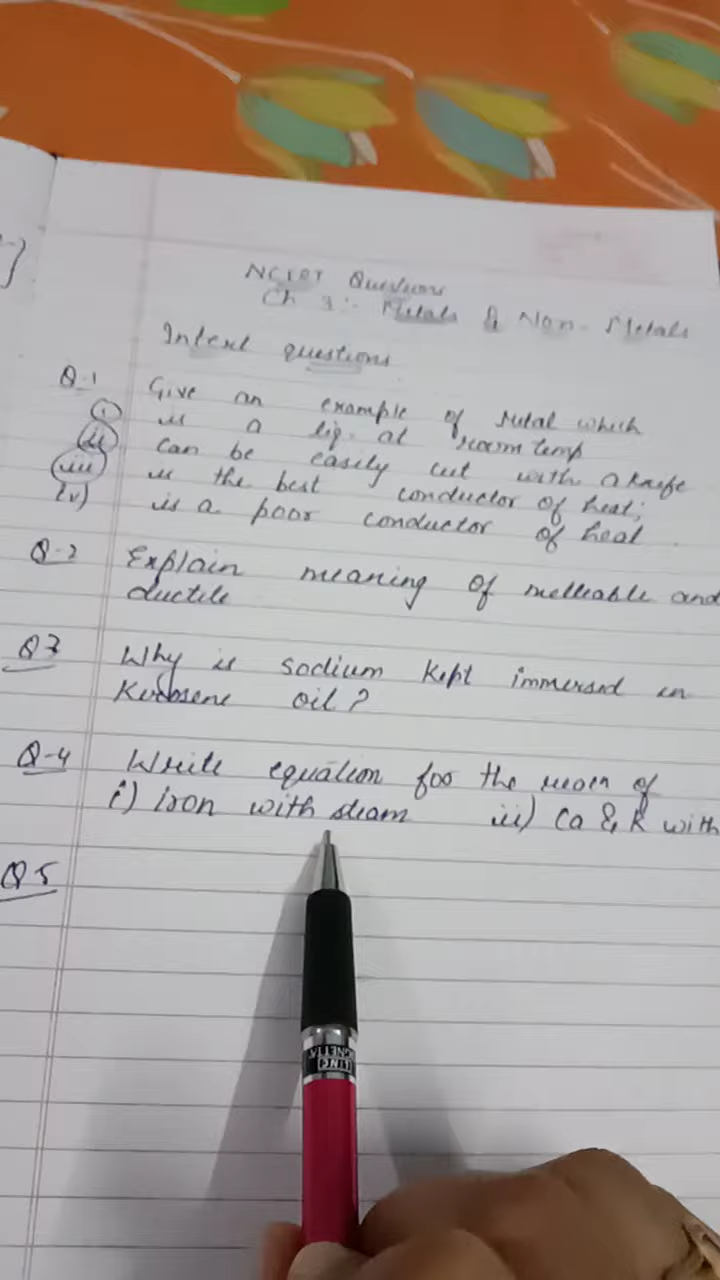 NCERT Questions
Ch 3:- Metals & Non-Metals
Intext questions
Q.1 Give an example of metal which
i) is a liq. at room temp
ii) can be easily cut with a knife
iii) is the best conductor of heat;
iv) is a poor conductor of heat.
Q-2 Explain meaning of melleable and
ductile
Q3 Why is sodium kept immersed in
Kerosene oil?
Q-4 Write equation for the reacn of
i) iron with steam ii) Ca & K with
Q5